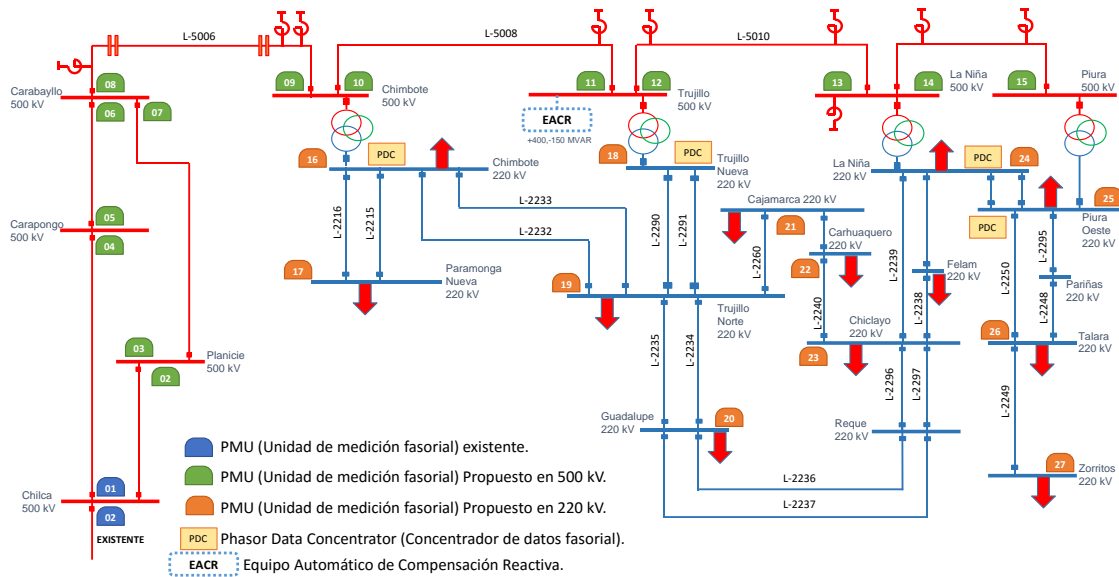 L-5006
L-5008
L-5010
Carabayllo
500 kV
08
06
07
09
10
Chimbote
500 kV
11
12
Trujillo
500 kV
EACR
+400,-150 MVAR
13
14
La Niña
500 kV
15
Piura
500 kV
16
PDC
Chimbote
220 kV
18
PDC
Trujillo
Nueva
220 kV
La Niña
220 kV
PDC
24
25
Piura
Oeste
220 kV
PDC
Carapongo
500 kV
05
04
L-2216
L-2215
L-2233
L-2232
17
Paramonga
Nueva
220 kV
L-2290
L-2291
Cajamarca 220 kV
21
L-2260
Carhuaquero
220 kV
22
L-2240
L-2239
L-2238
Felam
220 kV
L-2250
L-2295
Pariñas
220 kV
L-2248
19
Trujillo
Norte
220 kV
Chiclayo
220 kV
23
26
Talara
220 kV
03
02
Planicie
500 kV
L-2235
L-2234
L-2296
L-2297
L-2249
Guadalupe
220 kV
20
Reque
220 kV
27
Zorritos
220 kV
L-2236
L-2237
Chilca
500 kV
01
02
EXISTENTE
PMU (Unidad de medición fasorial) existente.
PMU (Unidad de medición fasorial) Propuesto en 500 kV.
PMU (Unidad de medición fasorial) Propuesto en 220 kV.
PDC Phasor Data Concentrator (Concentrador de datos fasorial).
EACR Equipo Automático de Compensación Reactiva.